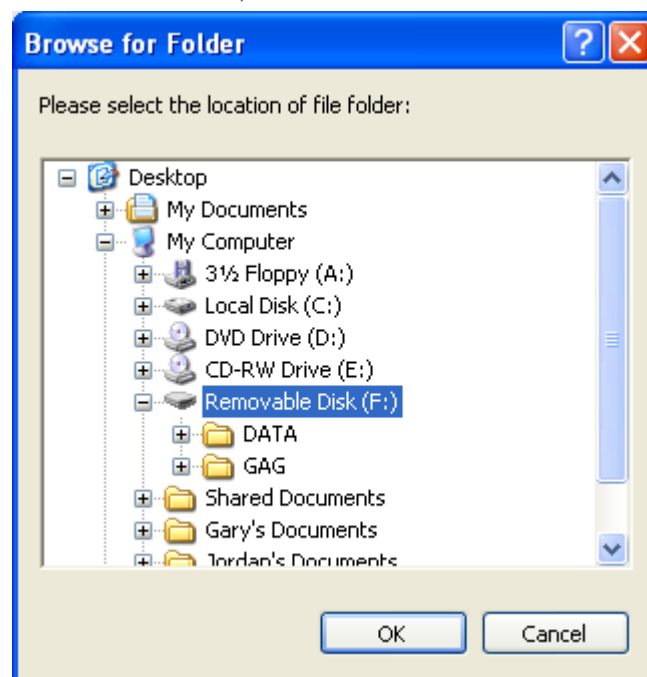 Browse for Folder
Please select the location of file folder:
Desktop
My Documents
My Computer
3½ Floppy (A:)
Local Disk (C:)
DVD Drive (D:)
CD-RW Drive (E:)
Removable Disk (F:)
DATA
GAG
Shared Documents
Gary's Documents
Jordan's Documents
OK Cancel